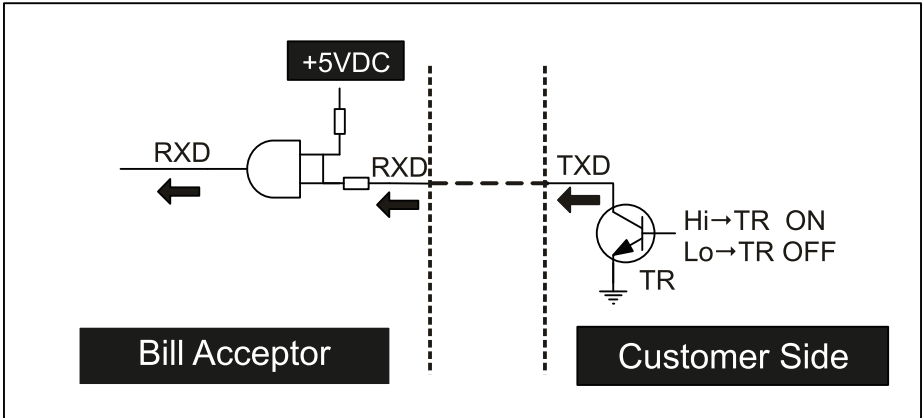 +5VDC
RXD
RXD
TXD
Hi→TR ON
Lo→TR OFF
TR
Bill Acceptor
Customer Side